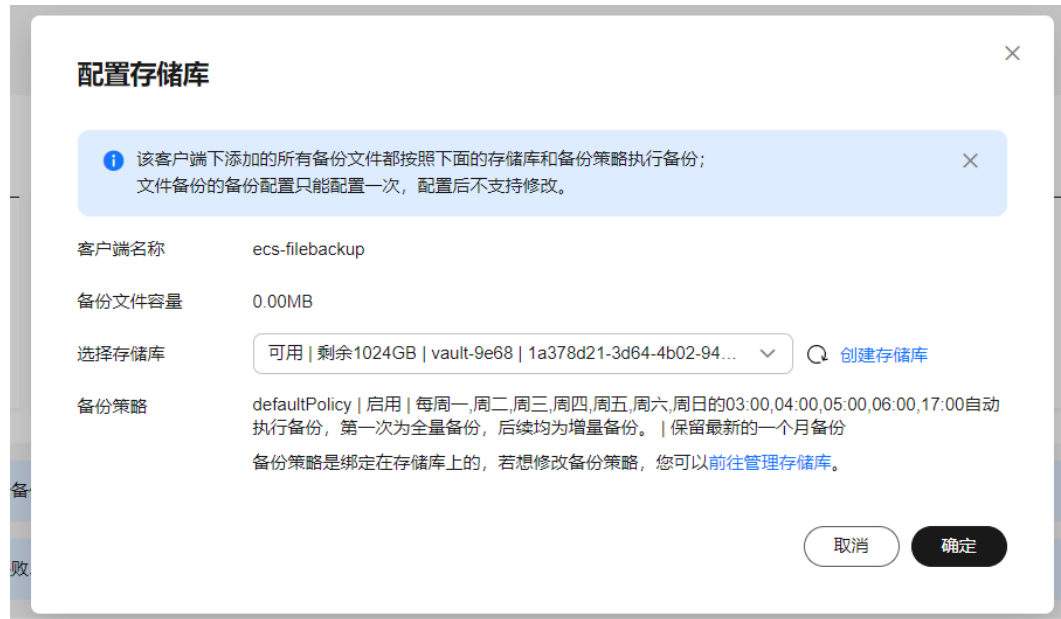 配置存储库
该客户端下添加的所有备份文件都按照下面的存储库和备份策略执行备份;
文件备份的备份配置只能配置一次，配置后不支持修改。
客户端名称 ecs-filebackup
备份文件容量 0.00MB
选择存储库 可用 | 剩余1024GB | vault-9e68 | 1a378d21-3d64-4b02-94... 创建存储库
备份策略 defaultPolicy | 启用 | 每周一,周二,周三,周四,周五,周六,周日的03:00,04:00,05:00,06:00,17:00自动
执行备份，第一次为全量备份，后续均为增量备份。 | 保留最新的一个月备份
备份策略是绑定在存储库上的，若想修改备份策略，您可以前往管理存储库。
备
取消 确定
败